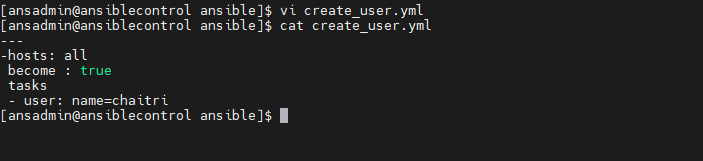 [ansadmin@ansiblecontrol ansible]$ vi create_user.yml
[ansadmin@ansiblecontrol ansible]$ cat create_user.yml
---
-hosts: all
 become : true
 tasks
 - user: name=chaitri
[ansadmin@ansiblecontrol ansible]$